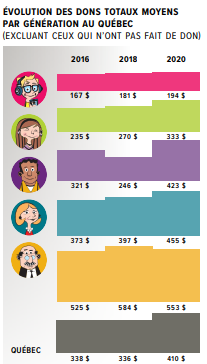 ÉVOLUTION DES DONS TOTAUX MOYENS
PAR GÉNÉRATION AU QUÉBEC
(EXCLUANT CEUX QUI N'ONT PAS FAIT DE DON)
2016 2018 2020
167 $ 181 $ 194 $
235 $ 270 $ 333 $
321 $ 246 $ 423 $
373 $ 397 $ 455 $
525 $ 584 $ 553 $
QUÉBEC
338 $ 336 $ 410 $